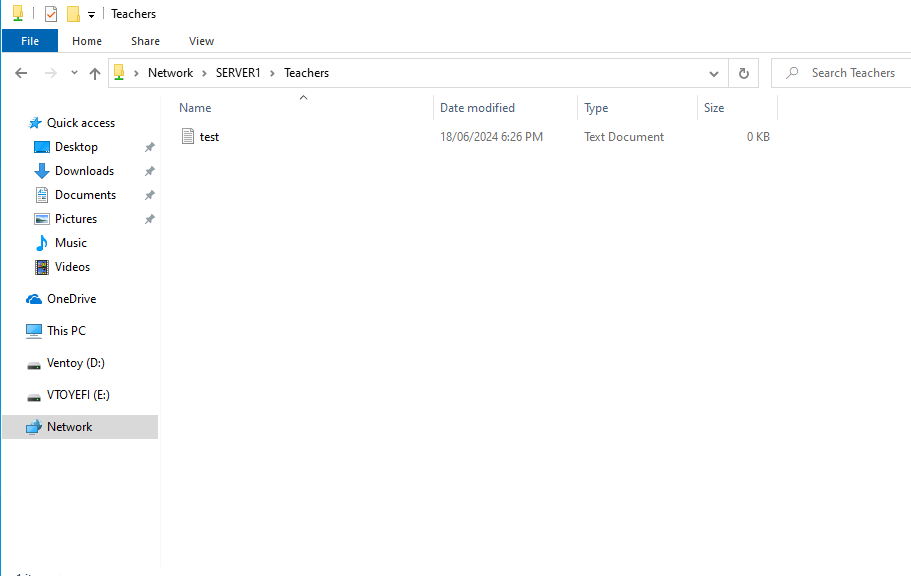 Teachers
File Home Share View
Network SERVER1 Teachers Search Teachers
Name Date modified Type Size
test 18/06/2024 6:26 PM Text Document 0 KB
Quick access
Desktop
Downloads
Documents
Pictures
Music
Videos
OneDrive
This PC
Ventoy (D:)
VTOYEFI (E:)
Network